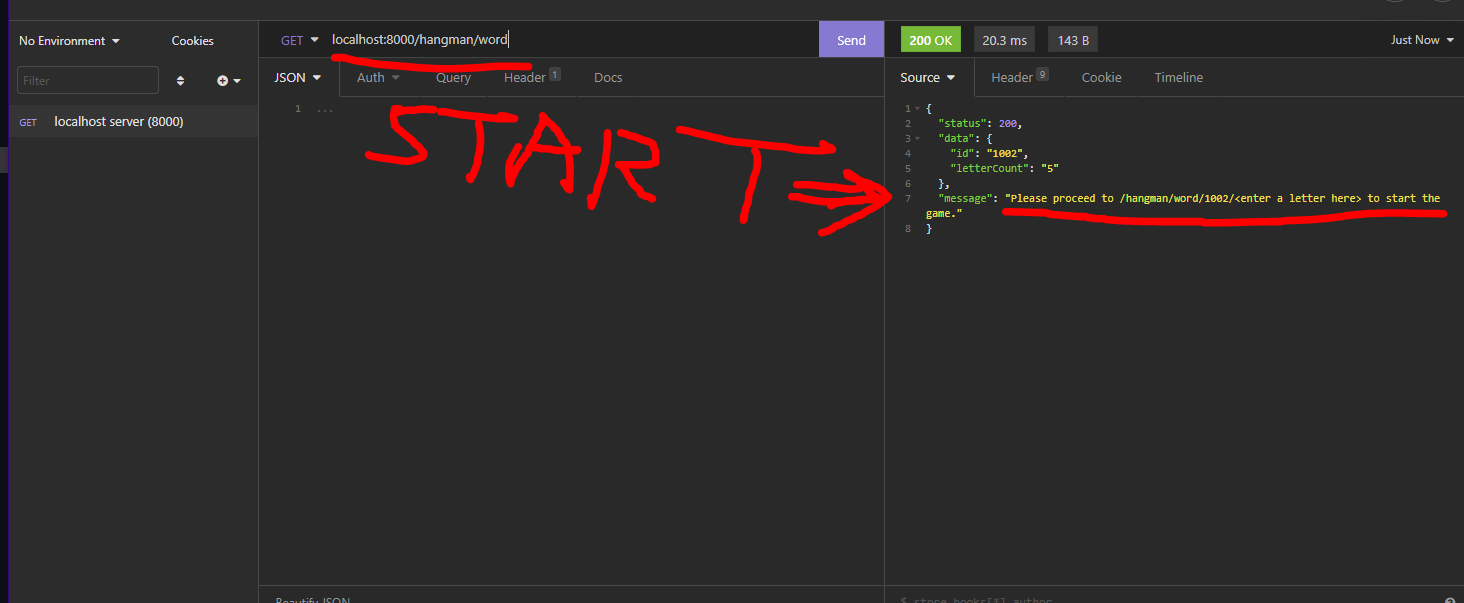 No Environment
Cookies
GET
localhost:8000/hangman/word
Send
200 OK
20.3 ms
143 B
Just Now
Filter
JSON
Auth
Query
Header 1
Docs
Source
Header 9
Cookie
Timeline
GET localhost server (8000)
1 ...
START
1 {
2 "status": 200,
3 "data": {
4 "id": "1002",
5 "letterCount": "5"
6 },
7 "message": "Please proceed to /hangman/word/1002/<enter a letter here> to start the
game."
8 }
Beautify JSON
$.store.books[*].author